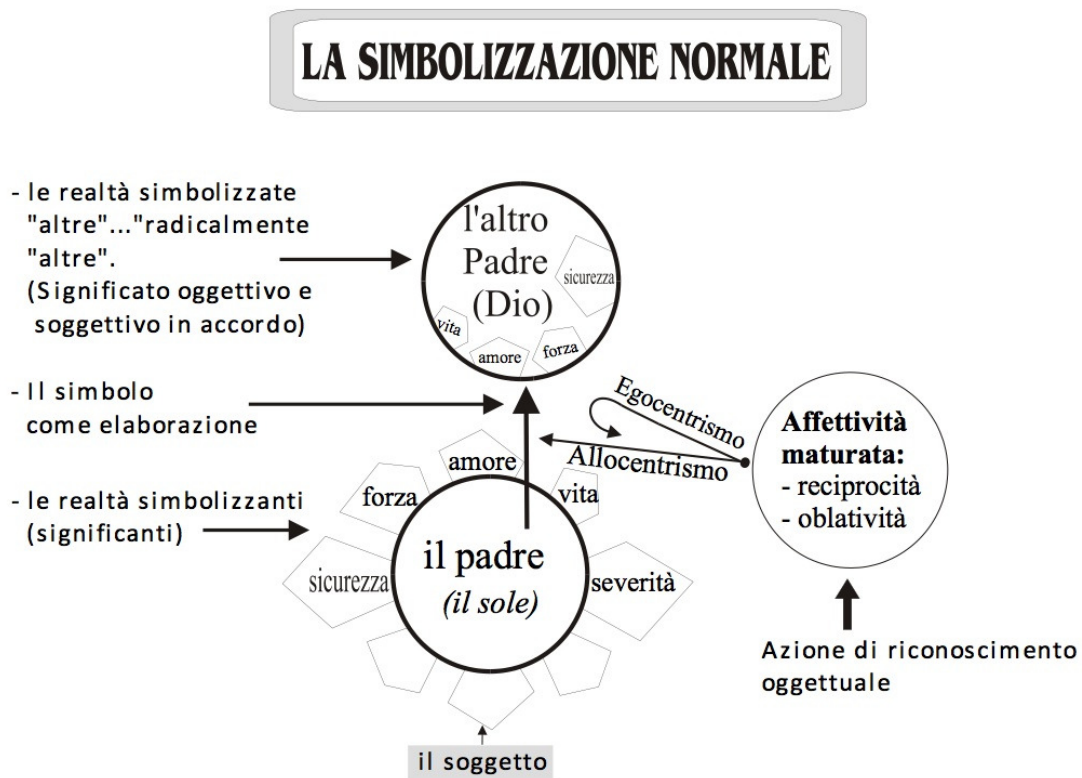 LA SIMBOLIZZAZIONE NORMALE
- le realtà simbolizzate
"altre"..."radicalmente
"altre".
(Significato oggettivo e
soggettivo in accordo)
l'altro
Padre
(Dio)
sicurezza
vita
amore
forza
- Il simbolo
come elaborazione
Egocentrismo
Allocentrismo
Affettività
maturata:
- reciprocità
- oblatività
- le realtà simbolizzanti
(significanti)
amore
forza
vita
sicurezza
il padre
(il sole)
severità
Azione di riconoscimento
oggettuale
il soggetto